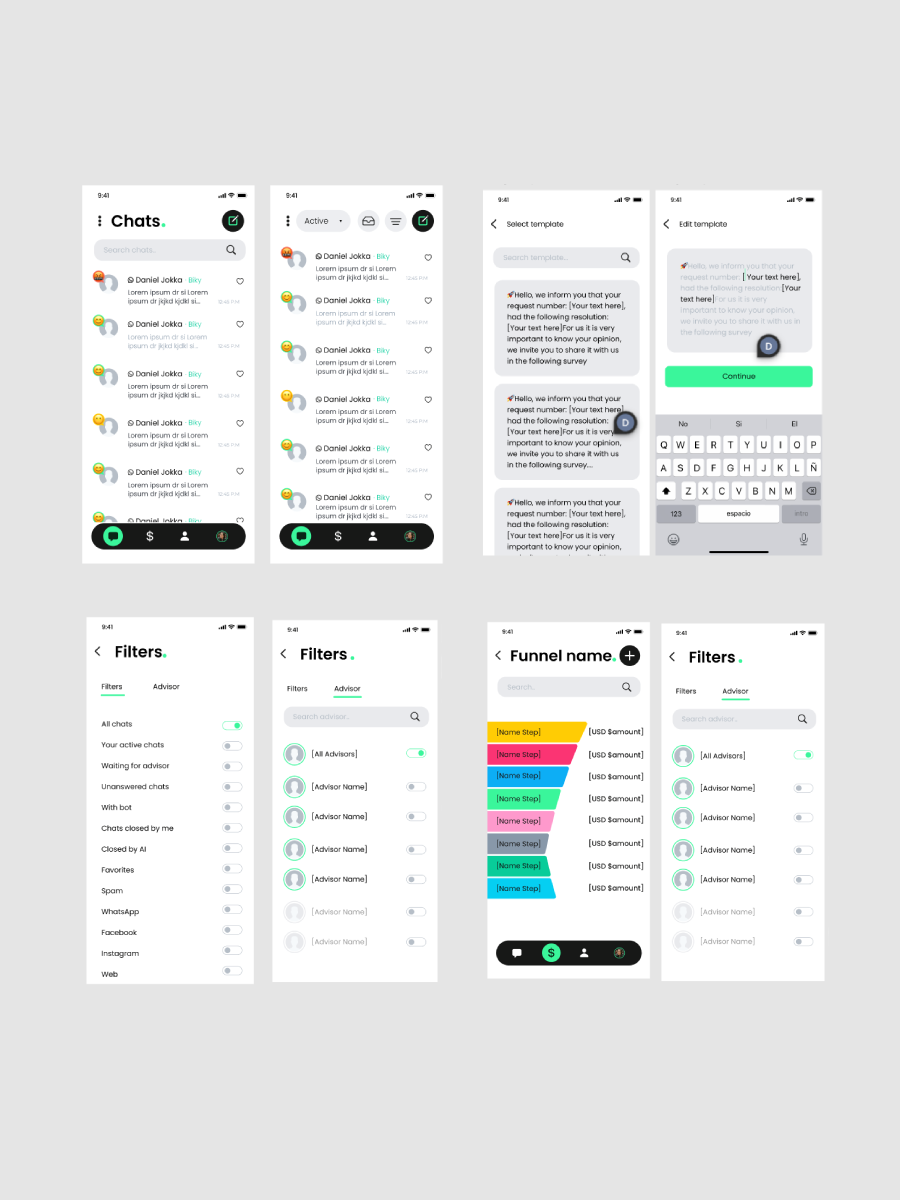 9:41
Chats.
Search chats..
Daniel Jokka · Biky
Lorem ipsum dr si Lorem
ipsum dr jkjkd kjdkl si...
12:45 P.M
Daniel Jokka · Biky
Lorem ipsum dr si Lorem
ipsum dr jkjkd kjdkl si...
12:45 P.M
Daniel Jokka · Biky
Lorem ipsum dr si Lorem
ipsum dr jkjkd kjdkl si...
12:45 P.M
Daniel Jokka · Biky
Lorem ipsum dr si Lorem
ipsum dr jkjkd kjdkl si...
12:45 P.M
Daniel Jokka · Biky
Lorem ipsum dr si Lorem
ipsum dr jkjkd kjdkl si...
12:45 P.M
Daniel Jokka · Biky
$
9:41
Active
Daniel Jokka · Biky
Lorem ipsum dr si Lorem
ipsum dr jkjkd kjdkl si...
12:45 P.M
Daniel Jokka · Biky
Lorem ipsum dr si Lorem
ipsum dr jkjkd kjdkl si...
12:45 P.M
Daniel Jokka · Biky
Lorem ipsum dr si Lorem
ipsum dr jkjkd kjdkl si...
12:45 P.M
Daniel Jokka · Biky
Lorem ipsum dr si Lorem
ipsum dr jkjkd kjdkl si...
12:45 P.M
Daniel Jokka · Biky
Lorem ipsum dr si Lorem
ipsum dr jkjkd kjdkl si...
12:45 P.M
Daniel Jokka · Biky
Lorem ipsum dr si Lorem
ipsum dr jkjkd kjdkl si...
12:45 P.M
$
9:41
Select template
Search template...
🚀Hello, we inform you that your
request number: [Your text here],
had the following resolution:
[Your text here]For us it is very
important to know your opinion,
we invite you to share it with us
in the following survey
🚀Hello, we inform you that your
request number: [Your text here]
had the following resolution:
[Your text here]For us it is very
important to know your opinion,
we invite you to share it with us
in the following survey...
D
🚀Hello, we inform you that your
request number: [Your text here],
had the following resolution:
[Your text here]For us it is very
important to know your opinion,
9:41
Edit template
🚀Hello, we inform you that your
request number: [ Your text here],
had the following resolution:[Your
text here]For us it is very
important to know your opinion,
we invite you to share it with us in
the following survey
D
Continue
No Si El
Q W E R T Y U I O P
A S D F G H J K L Ñ
Z X C V B N M
123 espacio intro
9:41
Filters.
Filters Advisor
All chats
Your active chats
Waiting for advisor
Unanswered chats
With bot
Chats closed by me
Closed by AI
Favorites
Spam
WhatsApp
Facebook
Instagram
Web
9:41
Filters .
Filters Advisor
Search advisor..
[All Advisors]
[Advisor Name]
[Advisor Name]
[Advisor Name]
[Advisor Name]
[Advisor Name]
[Advisor Name]
9:41
Funnel name.
Search..
[Name Step] [USD $amount]
[Name Step] [USD $amount]
[Name Step] [USD $amount]
[Name Step] [USD $amount]
[Name Step] [USD $amount]
[Name Step] [USD $amount]
[Name Step] [USD $amount]
[Name Step] [USD $amount]
$
9:41
Filters .
Filters Advisor
Search advisor..
[All Advisors]
[Advisor Name]
[Advisor Name]
[Advisor Name]
[Advisor Name]
[Advisor Name]
[Advisor Name]